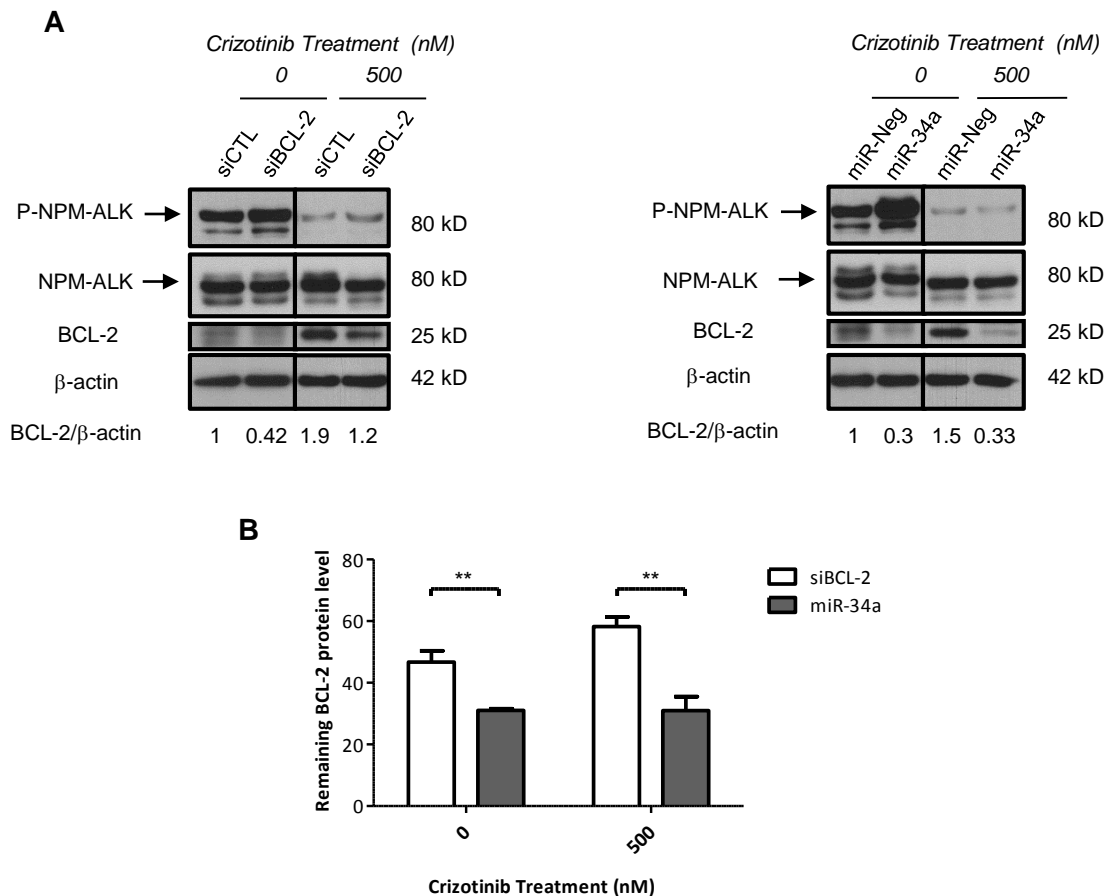 A
Crizotinib Treatment (nM)
0 500
siCTL siBCL-2 siCTL siBCL-2
P-NPM-ALK 80 kD
NPM-ALK 80 kD
BCL-2 25 kD
β-actin 42 kD
BCL-2/β-actin 1 0.42 1.9 1.2
Crizotinib Treatment (nM)
0 500
miR-Neg miR-34a miR-Neg miR-34a
P-NPM-ALK 80 kD
NPM-ALK 80 kD
BCL-2 25 kD
β-actin 42 kD
BCL-2/β-actin 1 0.3 1.5 0.33
B
Remaining BCL-2 protein level
80
60
40
20
0
** **
siBCL-2
miR-34a
0 500
Crizotinib Treatment (nM)